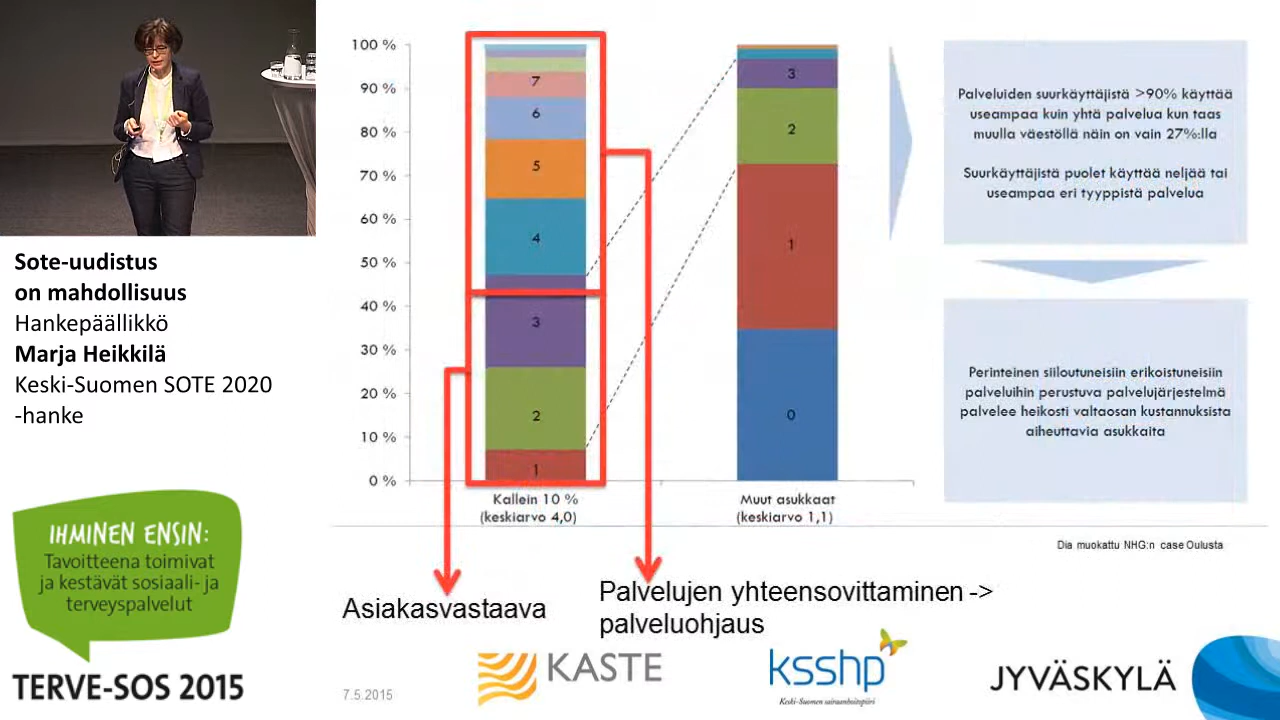 Sote-uudistus
on mahdollisuus
Hankepäällikkö
Marja Heikkilä
Keski-Suomen SOTE 2020
-hanke
IHMINEN ENSIN:
Tavoitteena toimivat
ja kestävät sosiaali- ja
terveyspalvelut
TERVE-SOS 2015
100 %
90 %
80 %
70 %
60 %
50 %
40 %
30 %
20 %
10 %
0 %
7
6
5
4
3
2
1
Kallein 10 %
(keskiarvo 4,0)
3
2
1
0
Muut asukkaat
(keskiarvo 1,1)
Palveluiden suurkäyttäjistä >90% käyttää
useampaa kuin yhtä palvelua kun taas
muulla väestöllä näin on vain 27%:lla
Suurkäyttäjistä puolet käyttää neljää tai
useampaa eri tyyppistä palvelua
Perinteinen siiloutuneisiin erikoistuneisiin
palveluihin perustuva palvelujärjestelmä
palvelee heikosti valtaosan kustannuksista
aiheuttavia asukkaita
Dia muokattu NHG:n case Oulusta
Asiakasvastaava
Palvelujen yhteensovittaminen ->
palveluohjaus
7.5.2015
KASTE
ksshp
Keski-Suomen sairaanhoitopiiri
JYVÄSKYLÄ